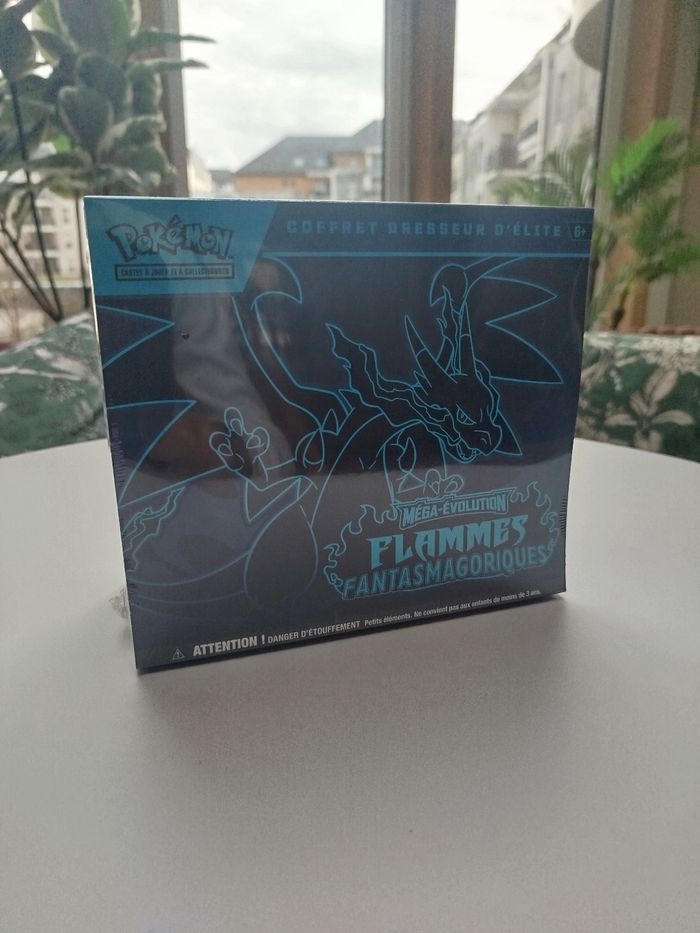 POKéMON
CARTES À JOUER ET À COLLECTIONNER
COFFRET DRESSEUR D'ÉLITE 6+
MÉGA-ÉVOLUTION
FLAMMES
FANTASMAGORIQUES
ATTENTION ! DANGER D'ÉTOUFFEMENT Petits éléments. Ne convient pas aux enfants de moins de 3 ans.